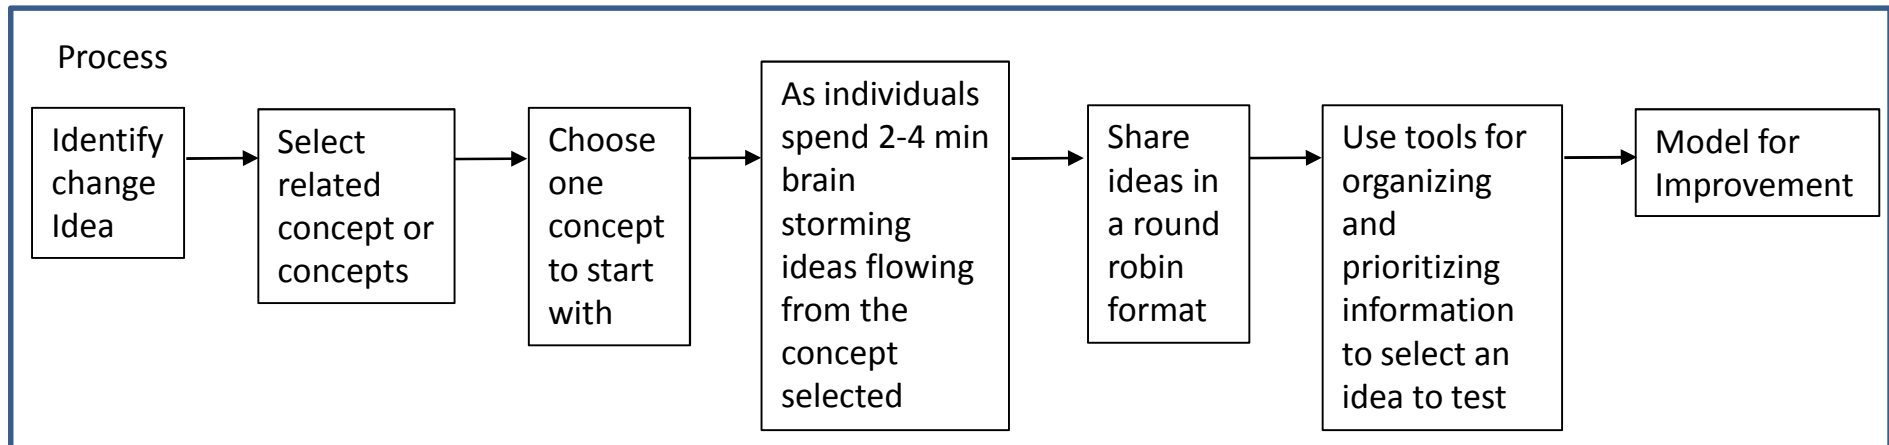 Process
Identify
change
Idea
Select
related
concept or
concepts
Choose
one
concept
to start
with
As individuals
spend 2-4 min
brain
storming
ideas flowing
from the
concept
selected
Share
ideas in
a round
robin
format
Use tools for
organizing
and
prioritizing
information
to select an
idea to test
Model for
Improvement